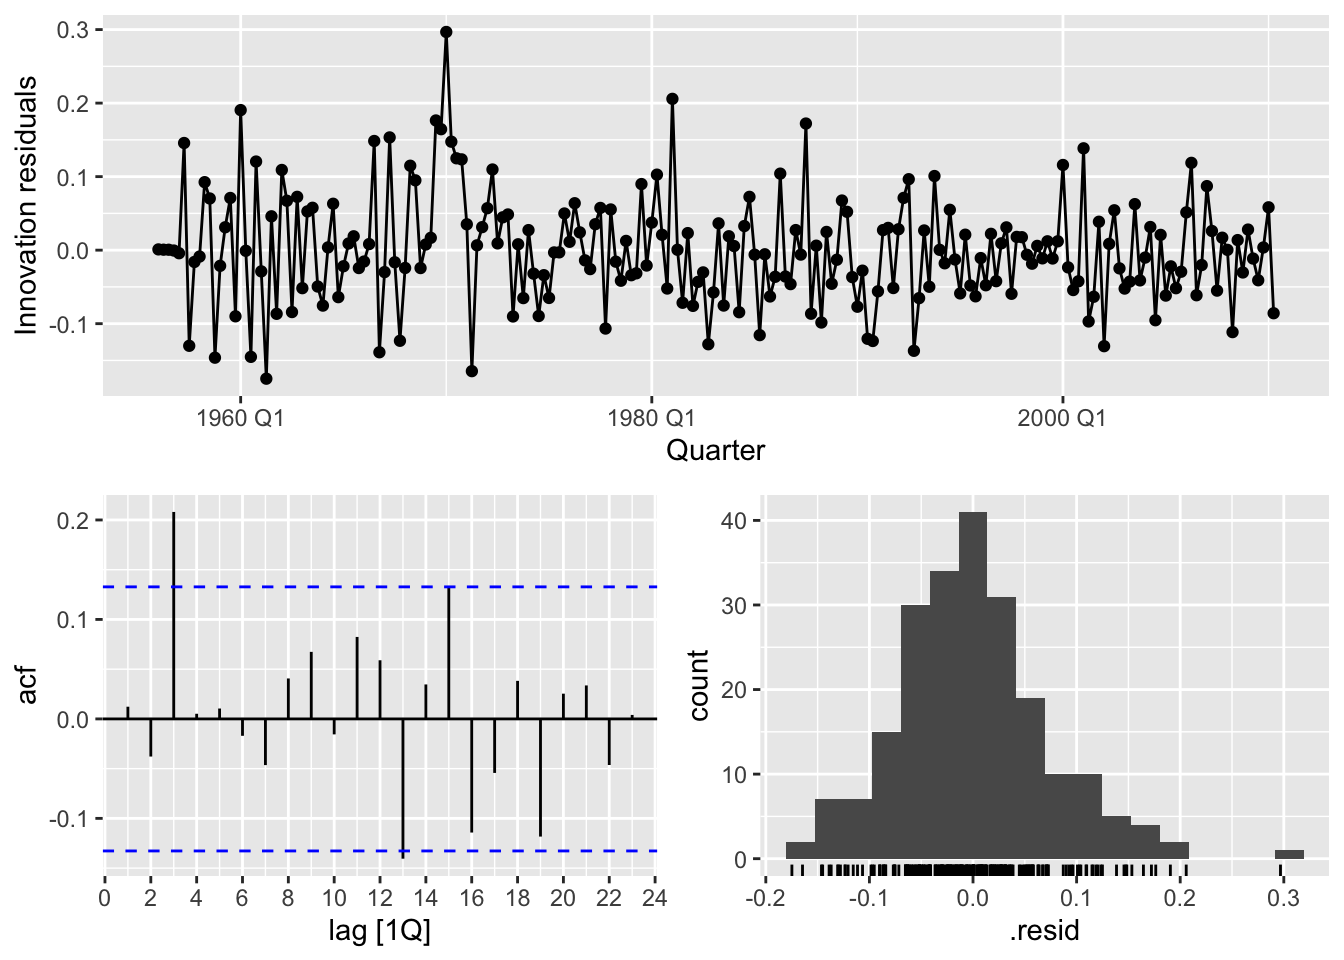 Innovation residuals
0.3
0.2
0.1
0.0
-0.1
1960 Q1 1980 Q1 2000 Q1
Quarter
acf
0.2
0.1
0.0
-0.1
0 2 4 6 8 10 12 14 16 18 20 22 24
lag [1Q]
count
40
30
20
10
0
-0.2 -0.1 0.0 0.1 0.2 0.3
.resid